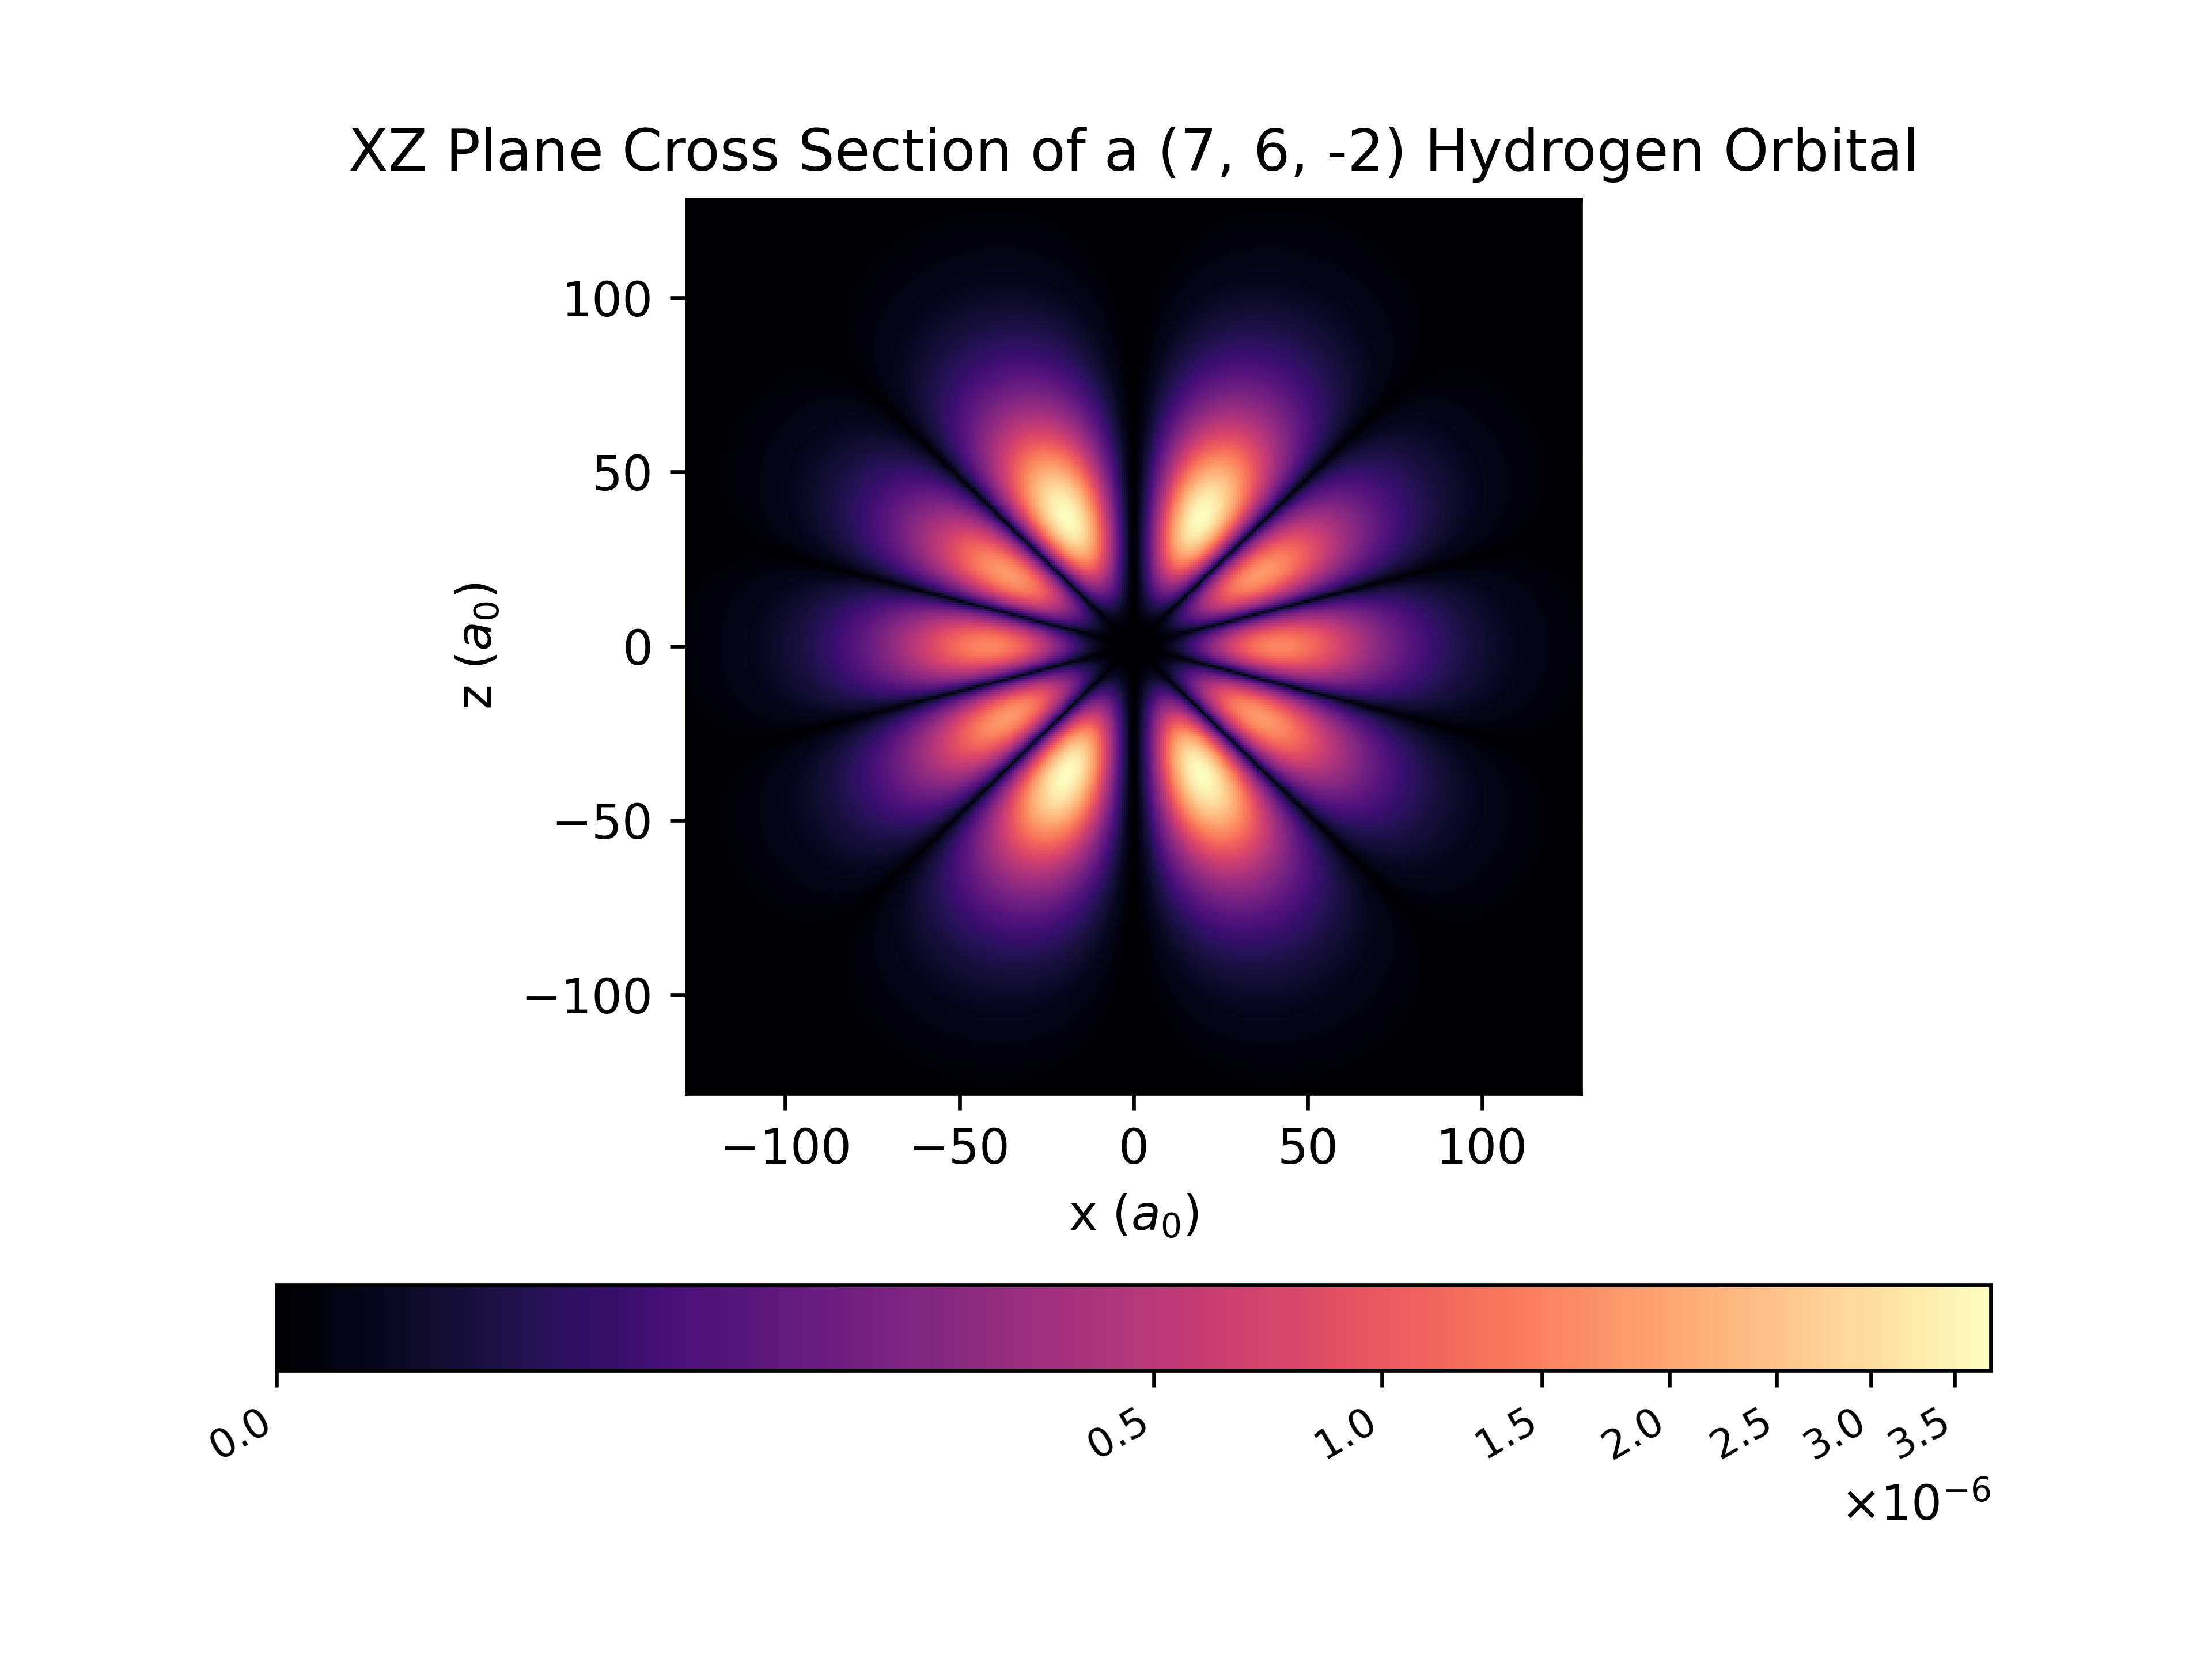 XZ Plane Cross Section of a (7, 6, -2) Hydrogen Orbital
100
50
0
−50
−100
z (a₀)
−100 −50 0 50 100
x (a₀)
0.0 0.5 1.0 1.5 2.0 2.5 3.0 3.5
×10⁻⁶